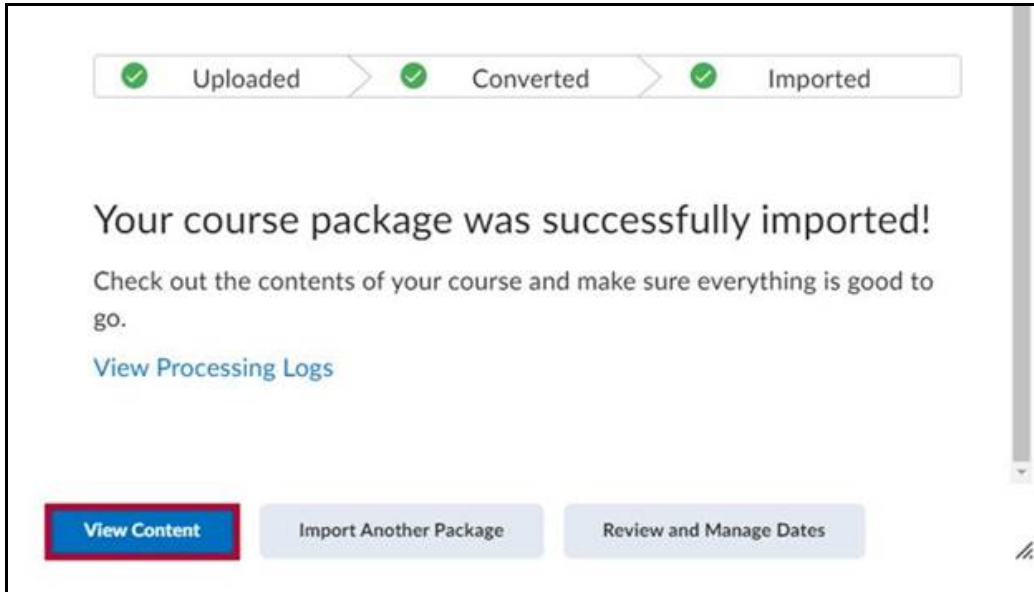 Uploaded Converted Imported
Your course package was successfully imported!
Check out the contents of your course and make sure everything is good to
go.
View Processing Logs
View Content Import Another Package Review and Manage Dates